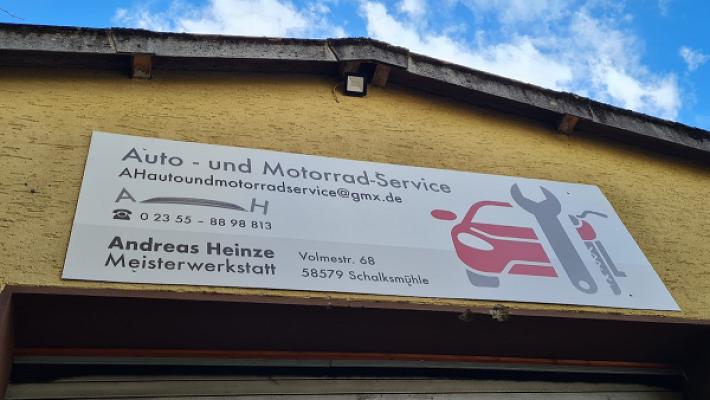 Auto - und Motorrad-Service
AHautoundmotorradservice@gmx.de
A H
☎ 0 23 55 - 88 98 813
Andreas Heinze
Meisterwerkstatt
Volmestr. 68
58579 Schalksmühle